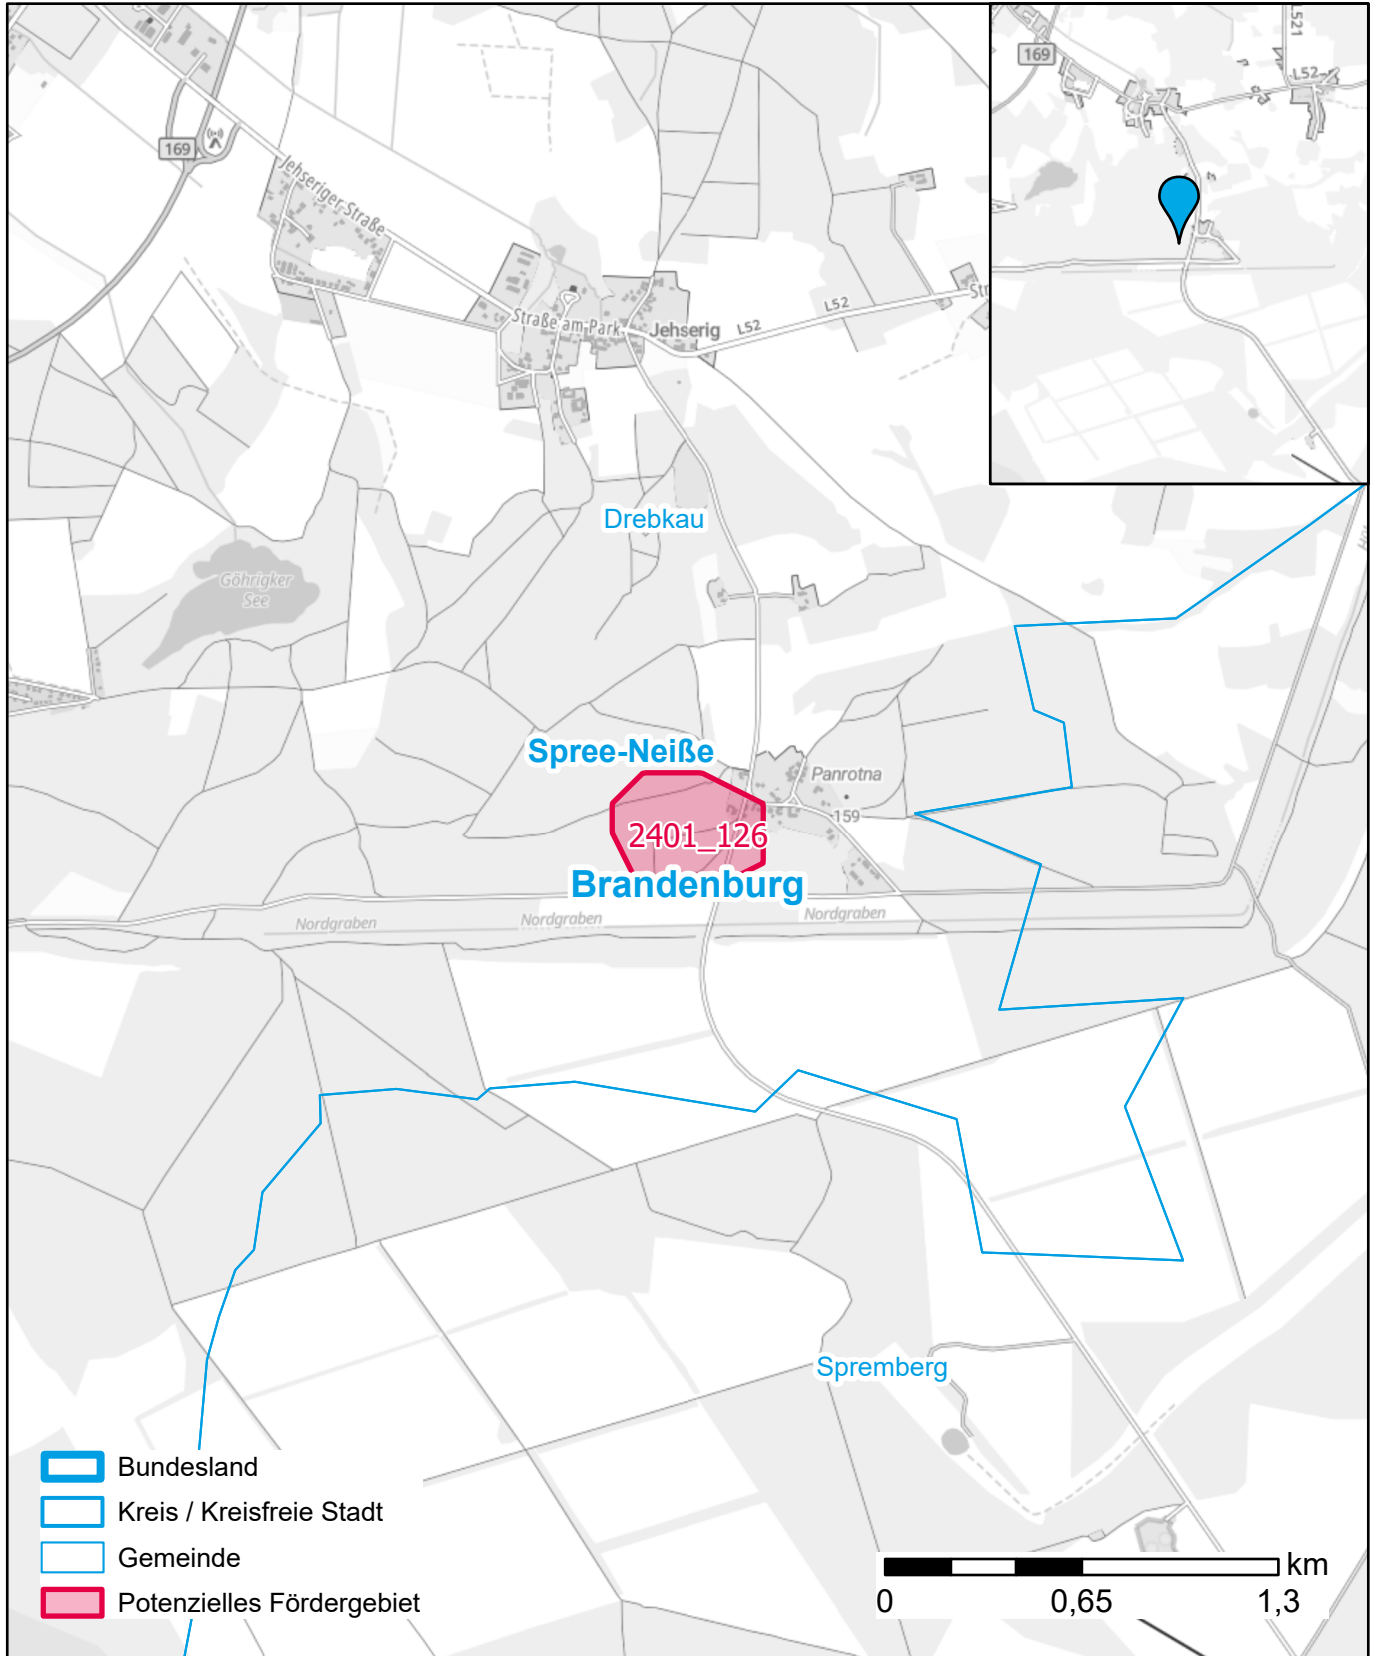 169
Jehseriger Straße
Straße am Park
Jehserig
L52
L52
Str
169
L52
L521
Drebkau
Göhrigker
See
Spree-Neiße
Panrotna
159
2401_126
Brandenburg
Nordgraben
Nordgraben
Nordgraben
Spremberg
Bundesland
Kreis / Kreisfreie Stadt
Gemeinde
Potenzielles Fördergebiet
km
0 0,65 1,3